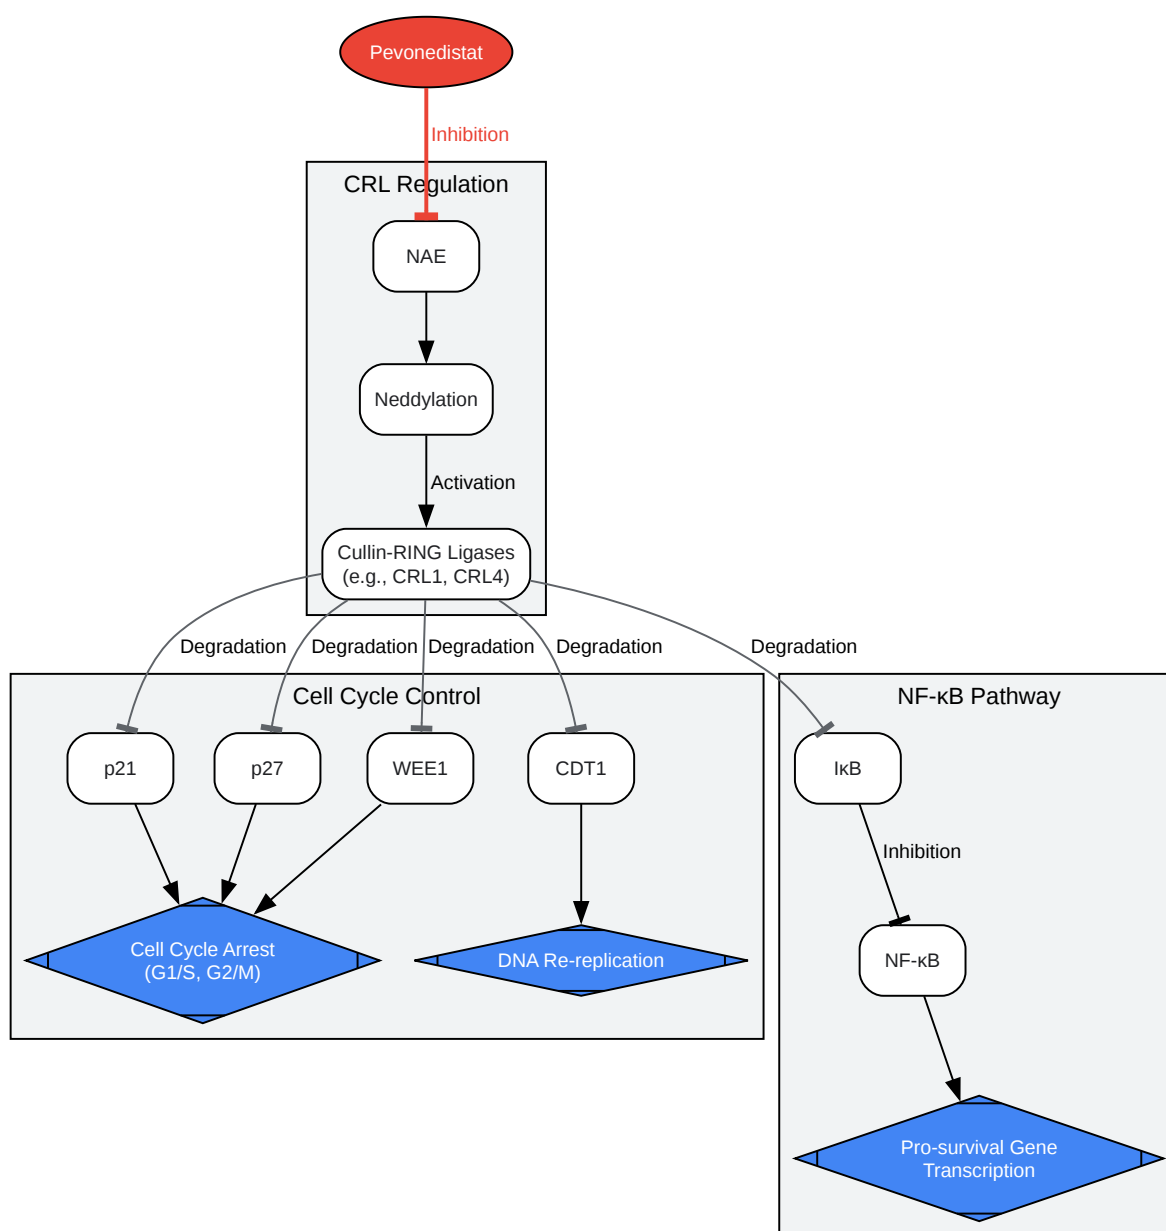 Pevonedistat
Inhibition
CRL Regulation
NAE
Neddylation
Activation
Cullin-RING Ligases
(e.g., CRL1, CRL4)
Degradation
Degradation
Degradation
Degradation
Degradation
Cell Cycle Control
NF-κB Pathway
p21
p27
WEE1
CDT1
IκB
Inhibition
Cell Cycle Arrest
(G1/S, G2/M)
DNA Re-replication
NF-κB
Pro-survival Gene
Transcription